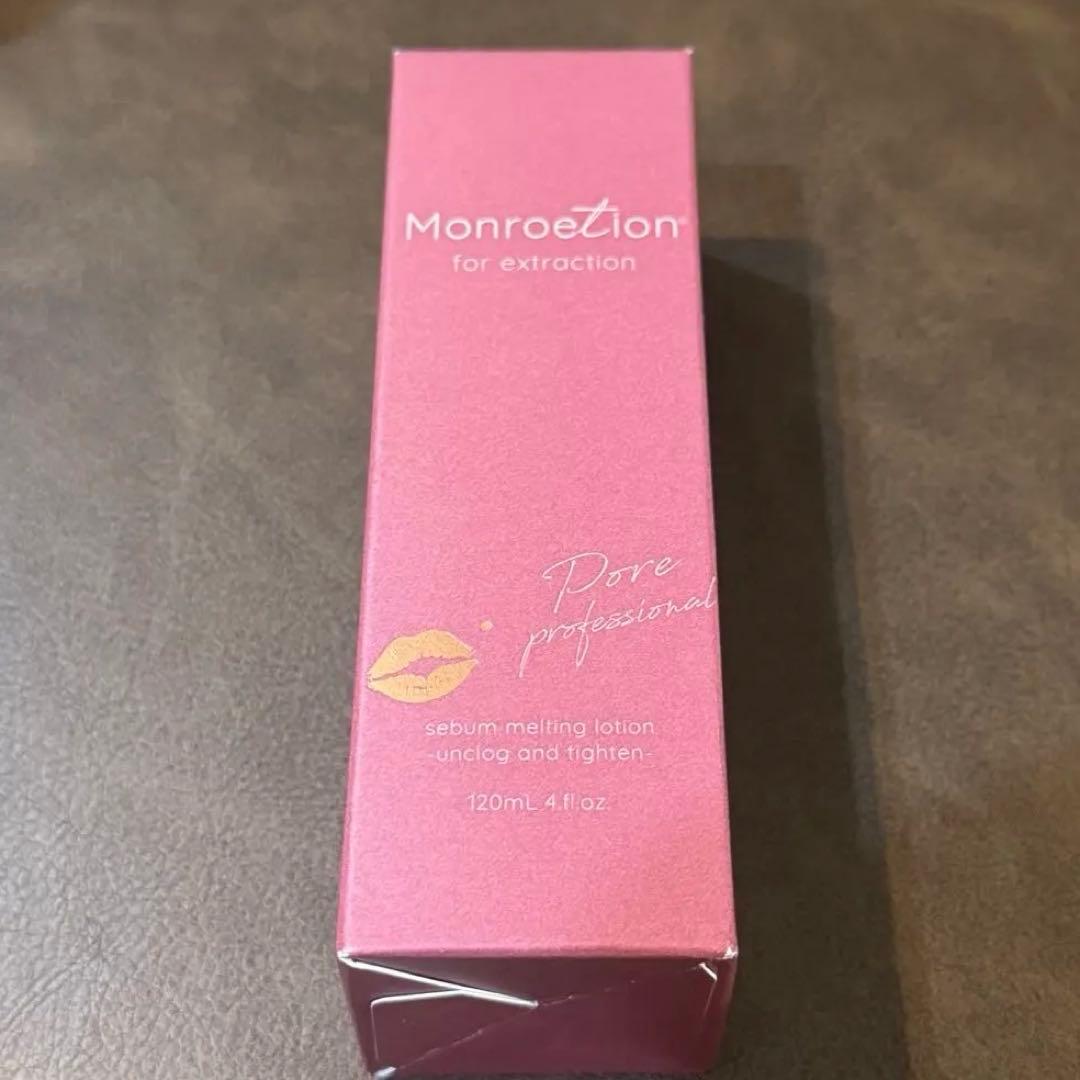 Monroetion
for extraction
Pore
professional
sebum melting lotion
-unclog and tighten-
120mL 4.fl.oz.